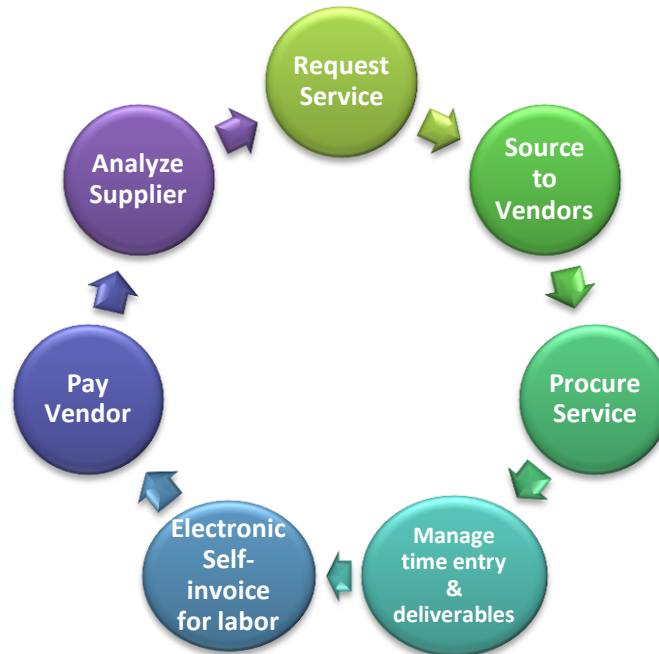 Request
Service
Source
to
Vendors
Procure
Service
Manage
time entry
&
deliverables
Electronic
Self-
invoice
for labor
Pay
Vendor
Analyze
Supplier